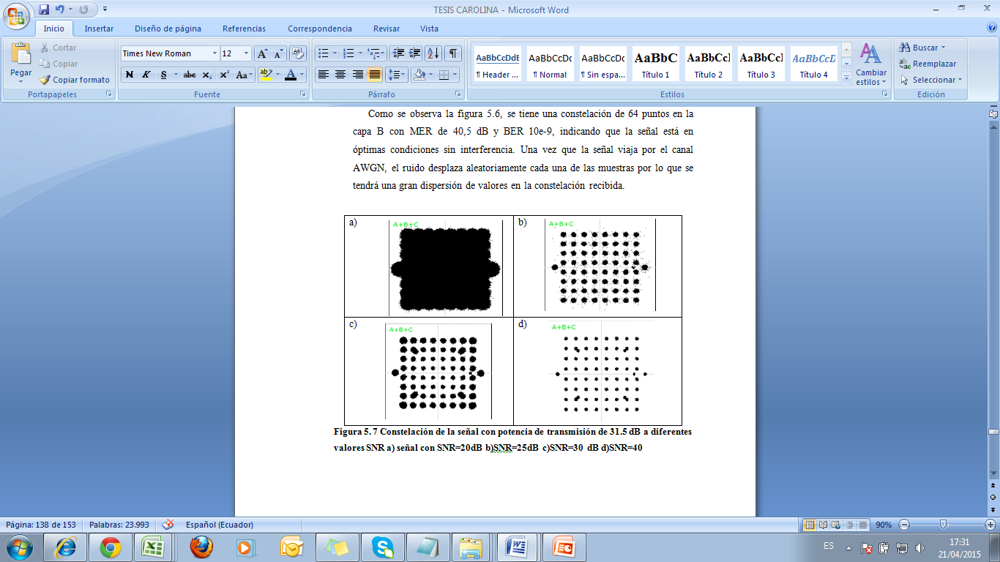 TESIS CAROLINA - Microsoft Word
Inicio Insertar Diseño de página Referencias Correspondencia Revisar Vista
Pegar
Cortar
Copiar
Copiar formato
Portapapeles
Times New Roman 12
N K S abc x₂ x² Aa
Fuente
Párrafo
AaBbCcDdE AaBbCcDc AaBbCcDc AaBbC AaBbCcI AaBbCcI AaBbCcD
¶ Header ... ¶ Normal ¶ Sin espa... Título 1 Título 2 Título 3 Título 4
Cambiar estilos
Estilos
Buscar
Reemplazar
Seleccionar
Edición
Como se observa la figura 5.6, se tiene una constelación de 64 puntos en la
capa B con MER de 40,5 dB y BER 10e-9, indicando que la señal está en
óptimas condiciones sin interferencia. Una vez que la señal viaja por el canal
AWGN, el ruido desplaza aleatoriamente cada una de las muestras por lo que se
tendrá una gran dispersión de valores en la constelación recibida.
a)
A+B+C
b)
A+B+C
c)
A+B+C
d)
A+B+C
Figura 5. 7 Constelación de la señal con potencia de transmisión de 31.5 dB a diferentes
valores SNR a) señal con SNR=20dB b)SNR=25dB c)SNR=30 dB d)SNR=40
Página: 138 de 153 Palabras: 23.993 Español (Ecuador) 90%
ES 17:31
21/04/2015